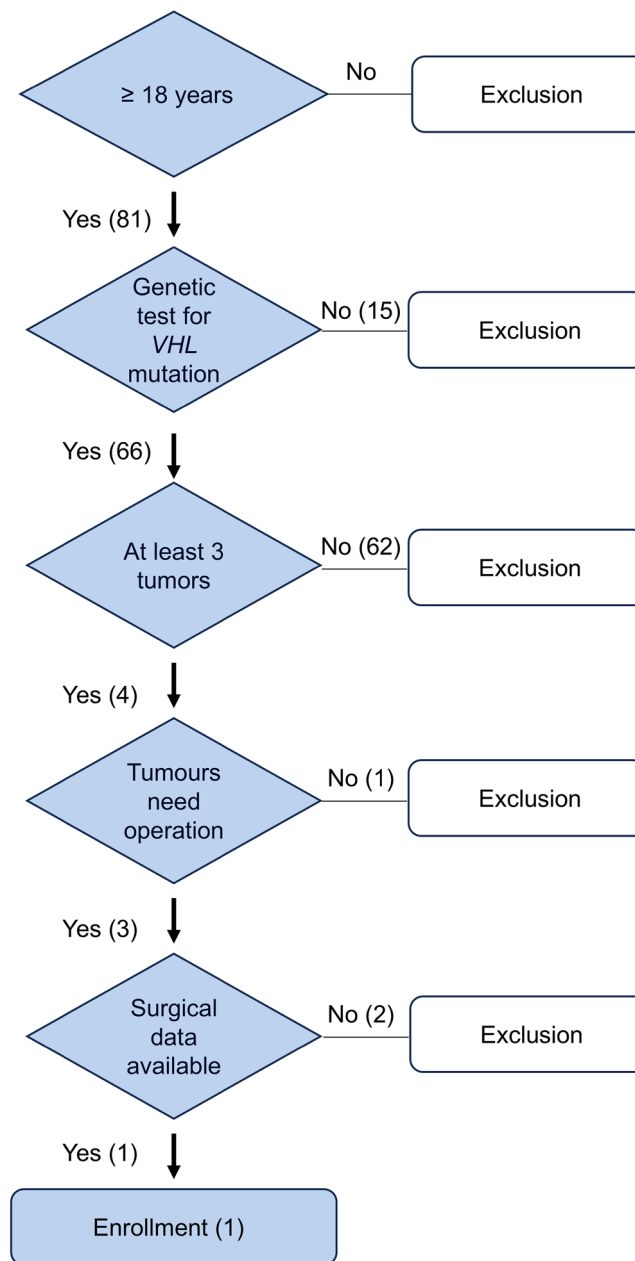 ≥ 18 years
No
Exclusion
Yes (81)
Genetic
test for
VHL
mutation
No (15)
Exclusion
Yes (66)
At least 3
tumors
No (62)
Exclusion
Yes (4)
Tumours
need
operation
No (1)
Exclusion
Yes (3)
Surgical
data
available
No (2)
Exclusion
Yes (1)
Enrollment (1)